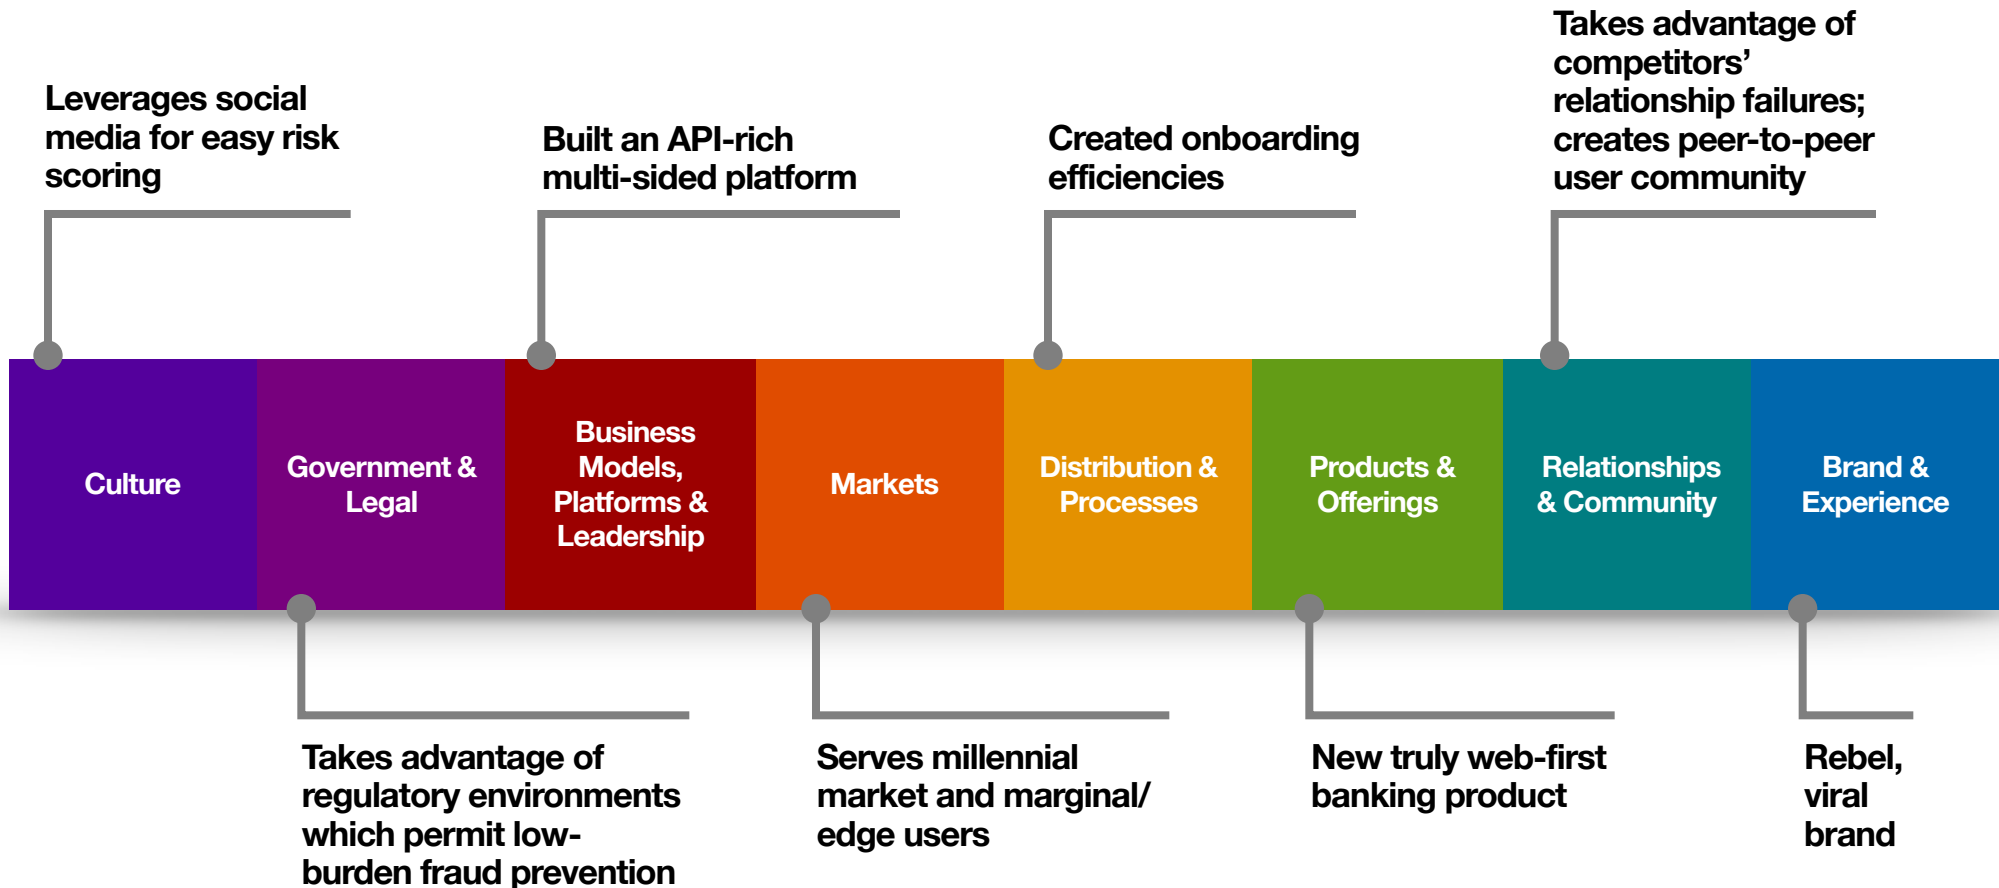 Leverages social
media for easy risk
scoring
Built an API-rich
multi-sided platform
Created onboarding
efficiencies
Takes advantage of
competitors’
relationship failures;
creates peer-to-peer
user community
Culture
Government &
Legal
Business
Models,
Platforms &
Leadership
Markets
Distribution &
Processes
Products &
Offerings
Relationships
& Community
Brand &
Experience
Takes advantage of
regulatory environments
which permit low-
burden fraud prevention
Serves millennial
market and marginal/
edge users
New truly web-first
banking product
Rebel,
viral
brand